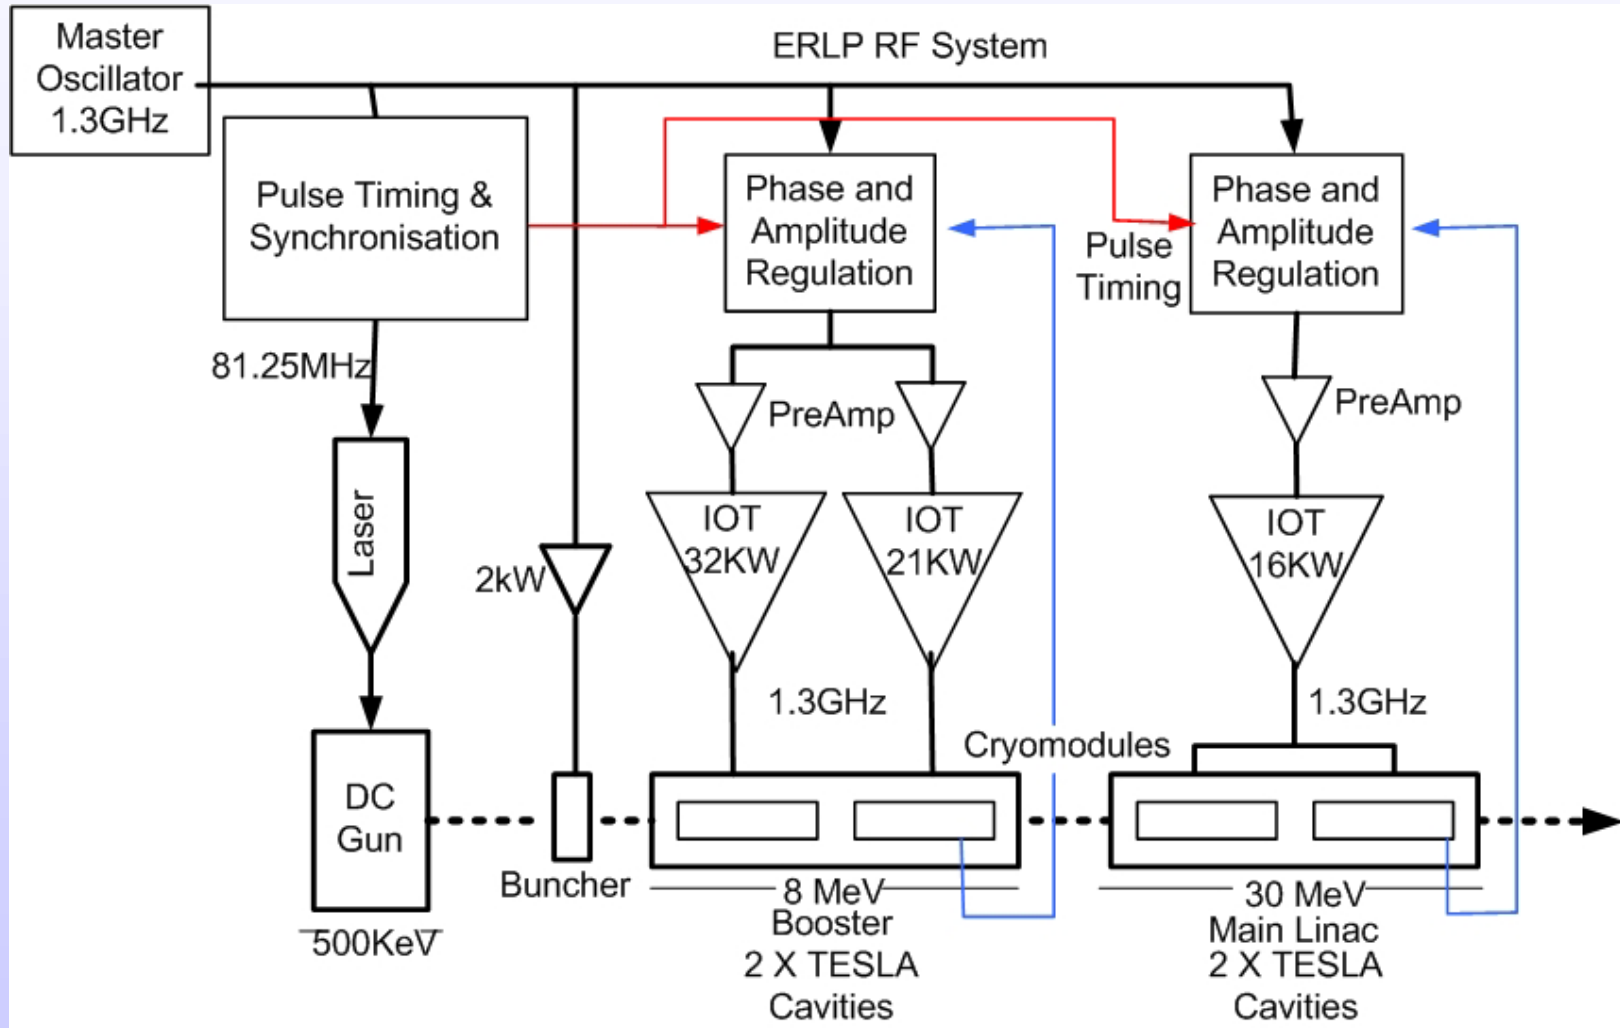 Master
Oscillator
1.3GHz
ERLP RF System
Pulse Timing &
Synchronisation
Phase and
Amplitude
Regulation
Pulse
Timing
Phase and
Amplitude
Regulation
81.25MHz
PreAmp
PreAmp
Laser
2kW
IOT
32KW
IOT
21KW
IOT
16KW
1.3GHz
1.3GHz
Cryomodules
DC
Gun
500KeV
Buncher
8 MeV
Booster
2 X TESLA
Cavities
30 MeV
Main Linac
2 X TESLA
Cavities